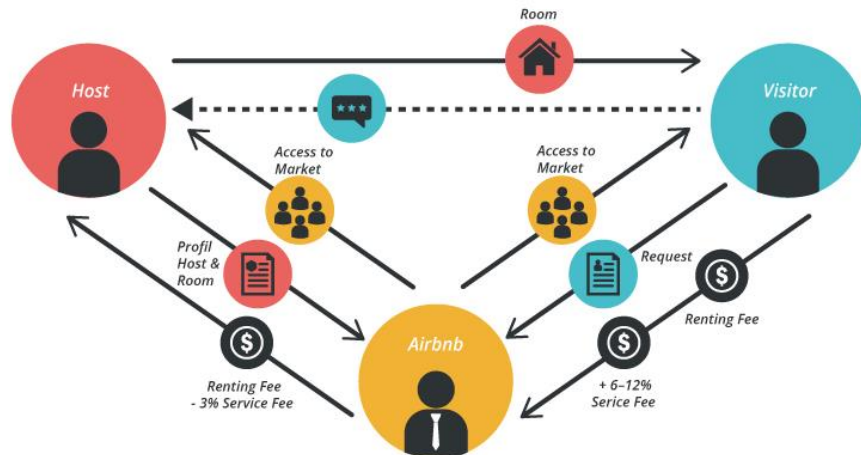 Room
Host
Visitor
Access to
Market
Access to
Market
Profil
Host &
Room
Request
$
Renting Fee
Airbnb
$
$
Renting Fee
- 3% Service Fee
+ 6–12%
Serice Fee